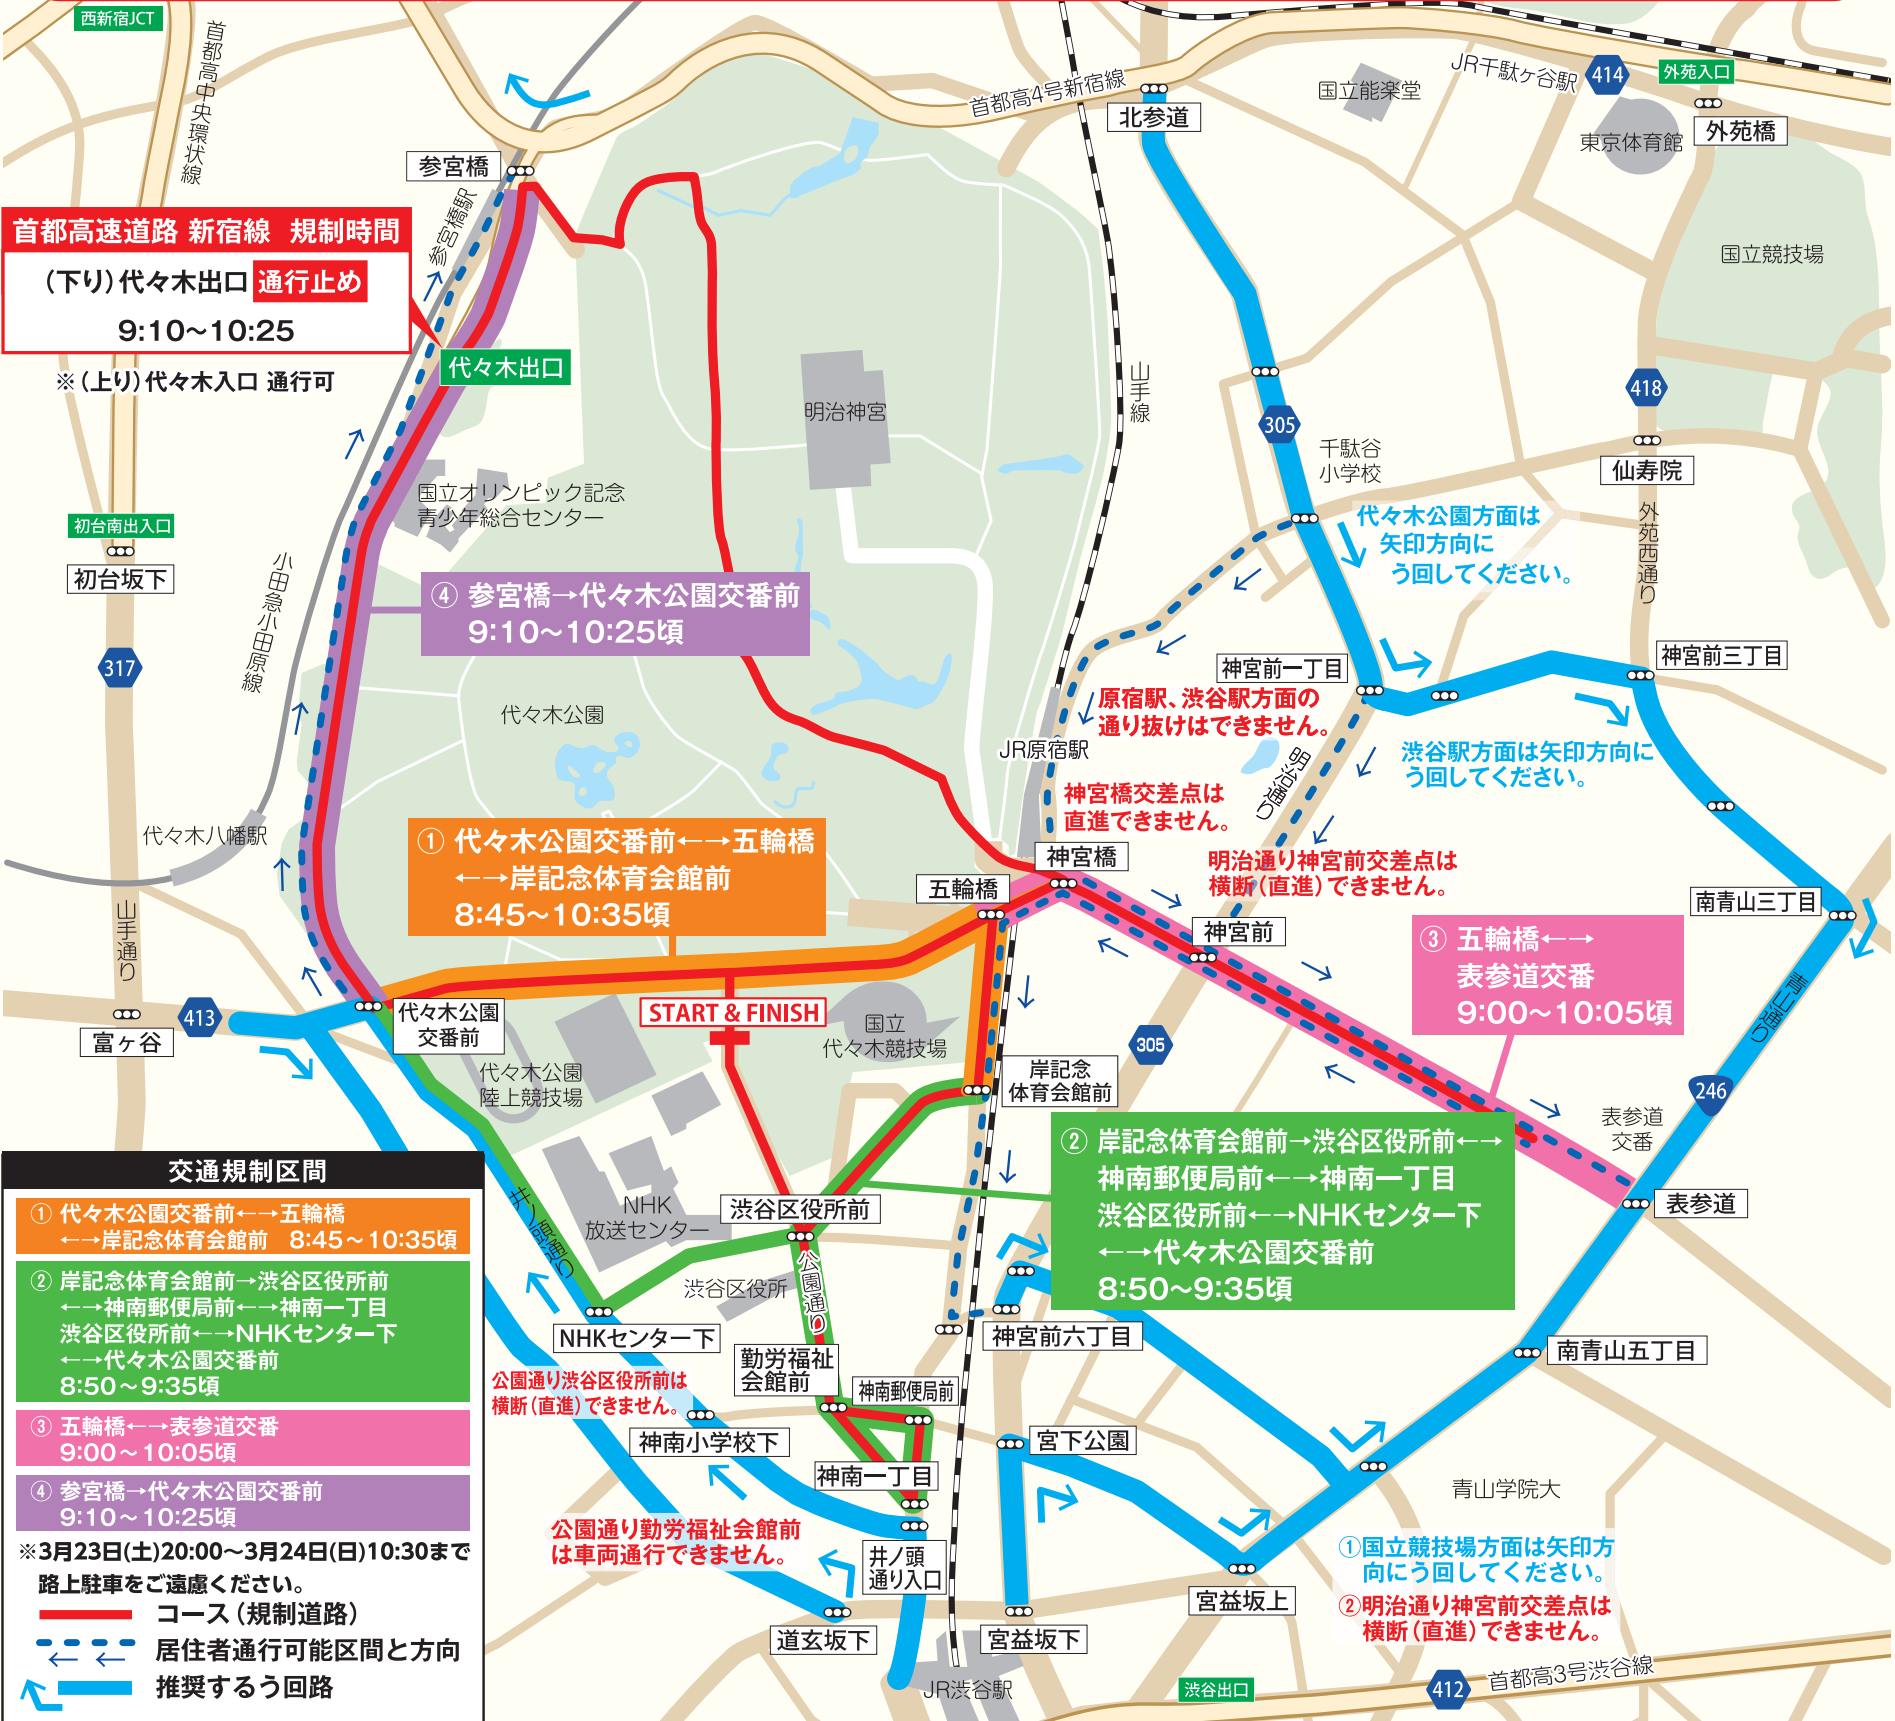 西新宿JCT
首都高中央環状線
首都高4号新宿線
北参道
国立能楽堂
JR千駄ヶ谷駅
414
外苑入口
東京体育館
外苑橋
参宮橋
参宮橋駅
首都高速道路 新宿線 規制時間
（下り）代々木出口 通行止め
9:10〜10:25
※（上り）代々木入口 通行可
代々木出口
国立競技場
明治神宮
山手線
305
418
千駄谷
小学校
仙寿院
国立オリンピック記念
青少年総合センター
初台南出入口
初台坂下
小田急小田原線
317
代々木公園方面は
矢印方向に
う回してください。
外苑西通り
④ 参宮橋→代々木公園交番前
9:10〜10:25頃
神宮前一丁目
神宮前三丁目
代々木公園
原宿駅、渋谷駅方面の
通り抜けはできません。
JR原宿駅
明治通り
渋谷駅方面は矢印方向に
う回してください。
神宮橋交差点は
直進できません。
代々木八幡駅
① 代々木公園交番前←→五輪橋
←→岸記念体育会館前
8:45〜10:35頃
神宮橋
明治通り神宮前交差点は
横断（直進）できません。
五輪橋
南青山三丁目
山手通り
神宮前
③ 五輪橋←→
表参道交番
9:00〜10:05頃
青山通り
413
富ヶ谷
代々木公園
交番前
START & FINISH
国立
代々木競技場
305
代々木公園
陸上競技場
岸記念
体育会館前
246
表参道
交番
② 岸記念体育会館前→渋谷区役所前←→
神南郵便局前←→神南一丁目
渋谷区役所前←→NHKセンター下
←→代々木公園交番前
8:50〜9:35頃
交通規制区間
① 代々木公園交番前←→五輪橋
←→岸記念体育会館前 8:45〜10:35頃
② 岸記念体育会館前→渋谷区役所前
←→神南郵便局前←→神南一丁目
渋谷区役所前←→NHKセンター下
←→代々木公園交番前
8:50〜9:35頃
③ 五輪橋←→表参道交番
9:00〜10:05頃
④ 参宮橋→代々木公園交番前
9:10〜10:25頃
※3月23日(土)20:00〜3月24日(日)10:30まで
路上駐車をご遠慮ください。
コース（規制道路）
居住者通行可能区間と方向
推奨するう回路
井ノ頭通り
NHK
放送センター
渋谷区役所前
表参道
渋谷区役所
公園通り
NHKセンター下
神宮前六丁目
南青山五丁目
勤労福祉
会館前
公園通り渋谷区役所前は
横断（直進）できません。
神南郵便局前
神南小学校下
宮下公園
神南一丁目
青山学院大
公園通り勤労福祉会館前
は車両通行できません。
井ノ頭
通り入口
①国立競技場方面は矢印方
向にう回してください。
②明治通り神宮前交差点は
横断（直進）できません。
宮益坂上
道玄坂下
宮益坂下
JR渋谷駅
渋谷出口
412
首都高3号渋谷線